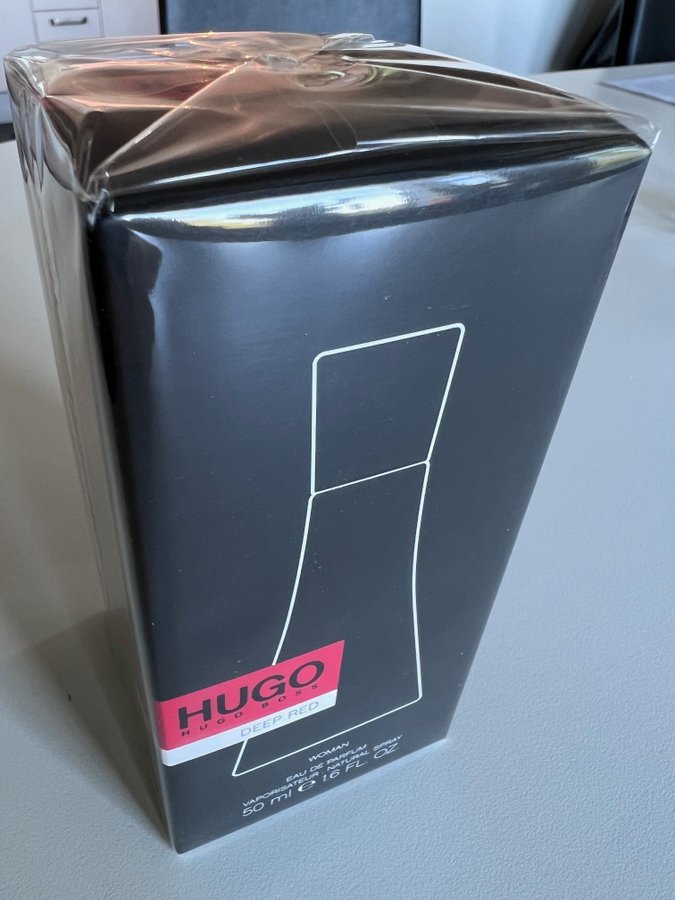 HUGO
HUGO BOSS
DEEP RED
WOMAN
EAU DE PARFUM
VAPORISATEUR NATURAL SPRAY
50 ml ℮ 1.6 FL. OZ.